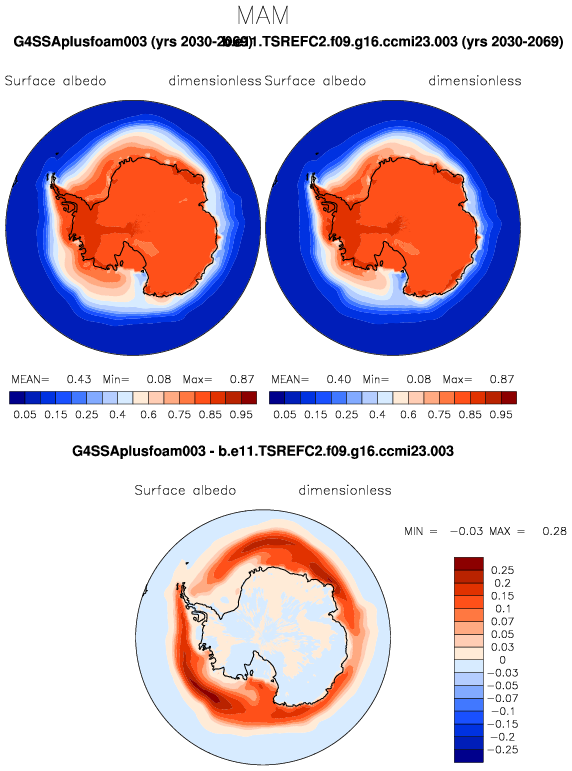 MAM
G4SSAplusfoam003 (yrs 2030-2069) b.e11.TSREFC2.f09.g16.ccmi23.003 (yrs 2030-2069)
Surface albedo dimensionless Surface albedo dimensionless
MEAN= 0.43 Min= 0.08 Max= 0.87 MEAN= 0.40 Min= 0.08 Max= 0.87
0.05 0.15 0.25 0.4 0.6 0.75 0.85 0.95 0.05 0.15 0.25 0.4 0.6 0.75 0.85 0.95
G4SSAplusfoam003 - b.e11.TSREFC2.f09.g16.ccmi23.003
Surface albedo dimensionless
MIN = -0.03 MAX = 0.28
0.25
0.2
0.15
0.1
0.07
0.05
0.03
0
-0.03
-0.05
-0.07
-0.1
-0.15
-0.2
-0.25